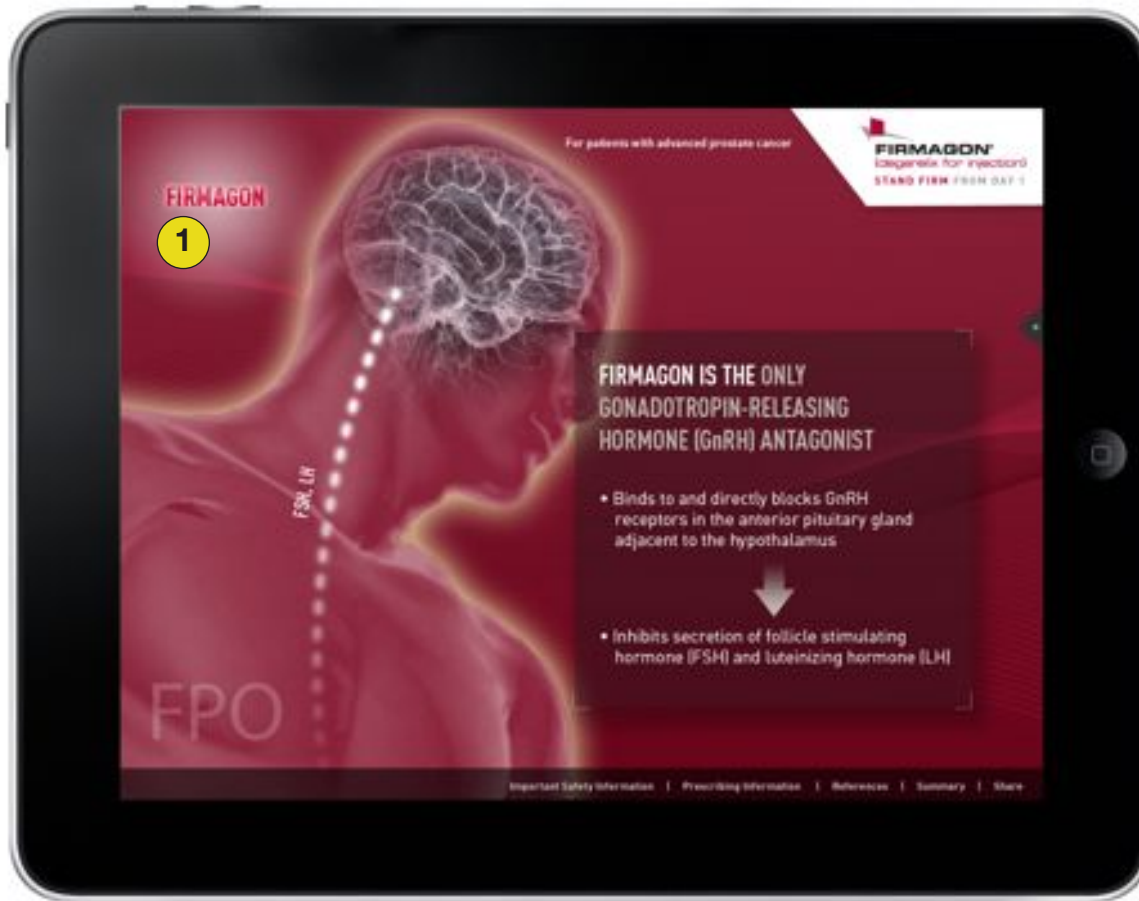 For patients with advanced prostate cancer
FIRMAGON®
(degarelix for injection)
STAND FIRM FROM DAY 1
FIRMAGON
1
FSH, LH
FIRMAGON IS THE ONLY
GONADOTROPIN-RELEASING
HORMONE (GnRH) ANTAGONIST
• Binds to and directly blocks GnRH
receptors in the anterior pituitary gland
adjacent to the hypothalamus
• Inhibits secretion of follicle stimulating
hormone (FSH) and luteinizing hormone (LH)
FPO
Important Safety Information | Prescribing Information | References | Summary | Share